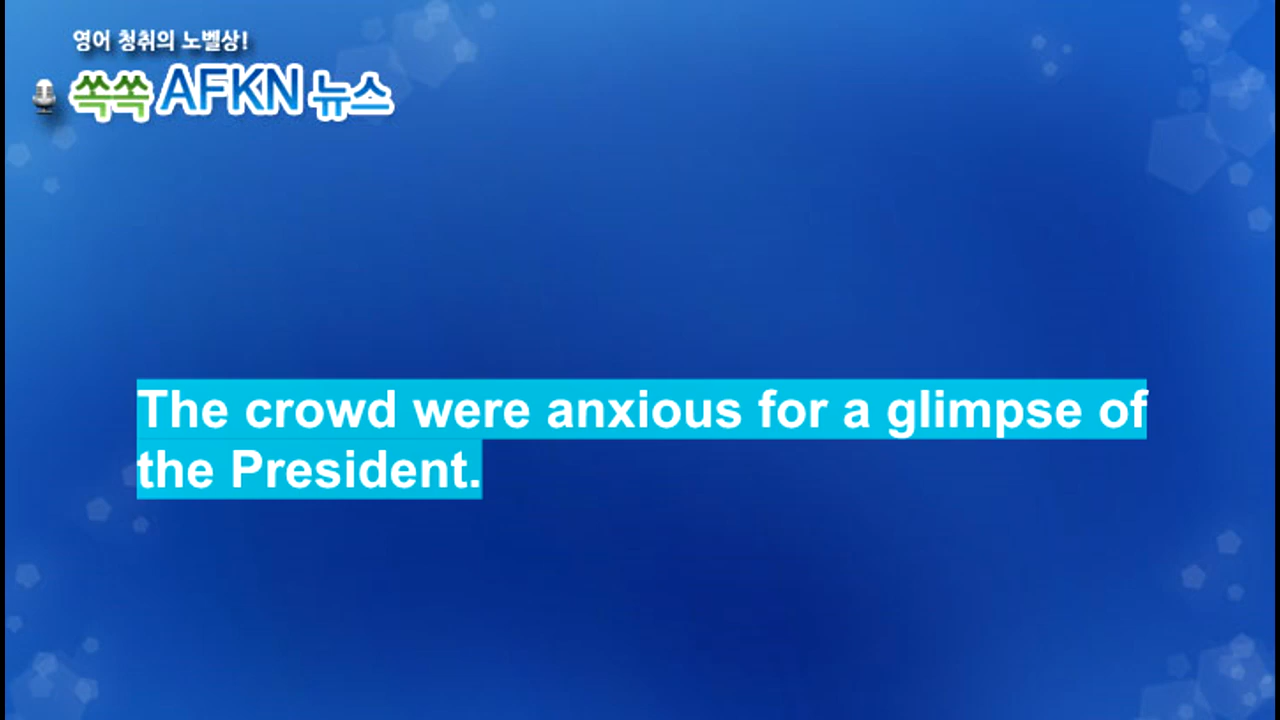 영어 청취의 노벨상!
쏙쏙 AFKN 뉴스
The crowd were anxious for a glimpse of
the President.